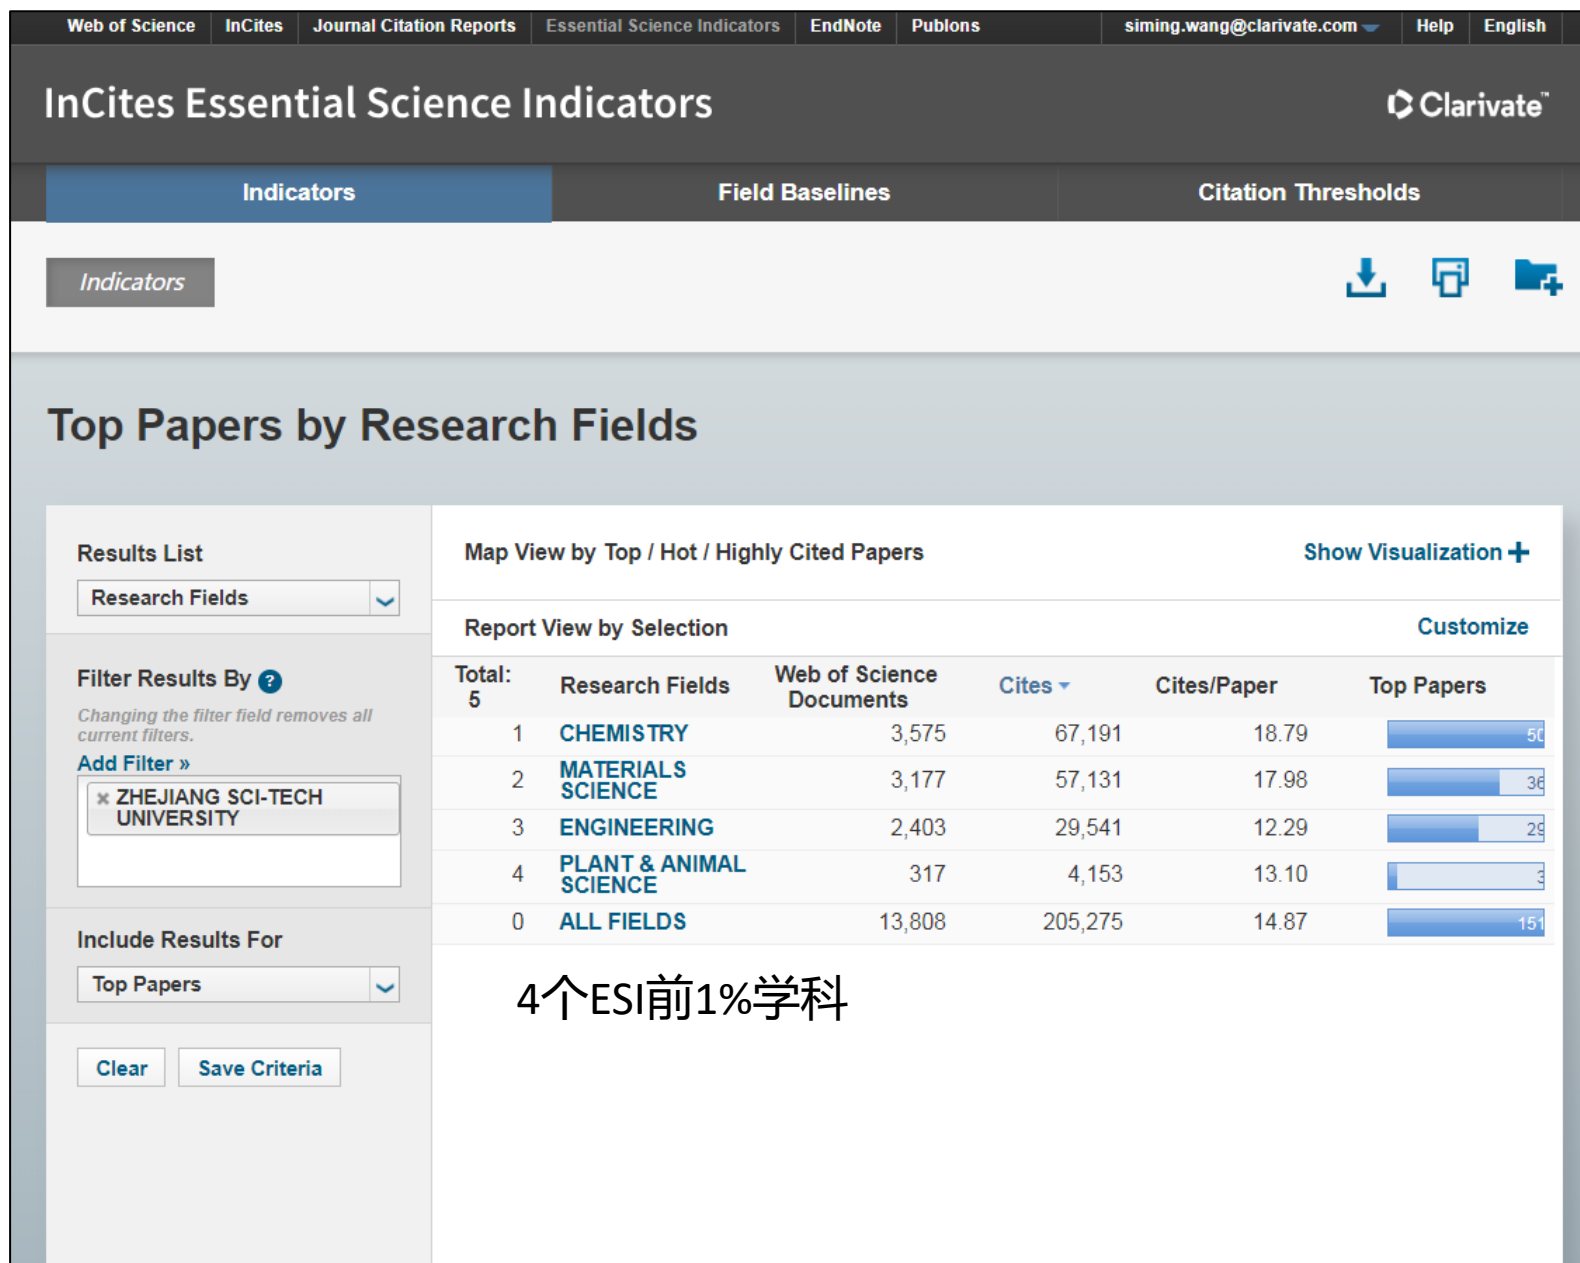 Web of Science InCites Journal Citation Reports Essential Science Indicators EndNote Publons siming.wang@clarivate.com Help English
InCites Essential Science Indicators
Clarivate™
Indicators Field Baselines Citation Thresholds
Indicators
Top Papers by Research Fields
Results List
Research Fields
Filter Results By ?
Changing the filter field removes all
current filters.
Add Filter »
× ZHEJIANG SCI-TECH
UNIVERSITY
Include Results For
Top Papers
Clear Save Criteria
Map View by Top / Hot / Highly Cited Papers Show Visualization +
Report View by Selection Customize
Total:
5 Research Fields Web of Science
Documents Cites Cites/Paper Top Papers
1 CHEMISTRY 3,575 67,191 18.79 50
2 MATERIALS
SCIENCE 3,177 57,131 17.98 36
3 ENGINEERING 2,403 29,541 12.29 29
4 PLANT & ANIMAL
SCIENCE 317 4,153 13.10 3
0 ALL FIELDS 13,808 205,275 14.87 151
4个ESI前1%学科